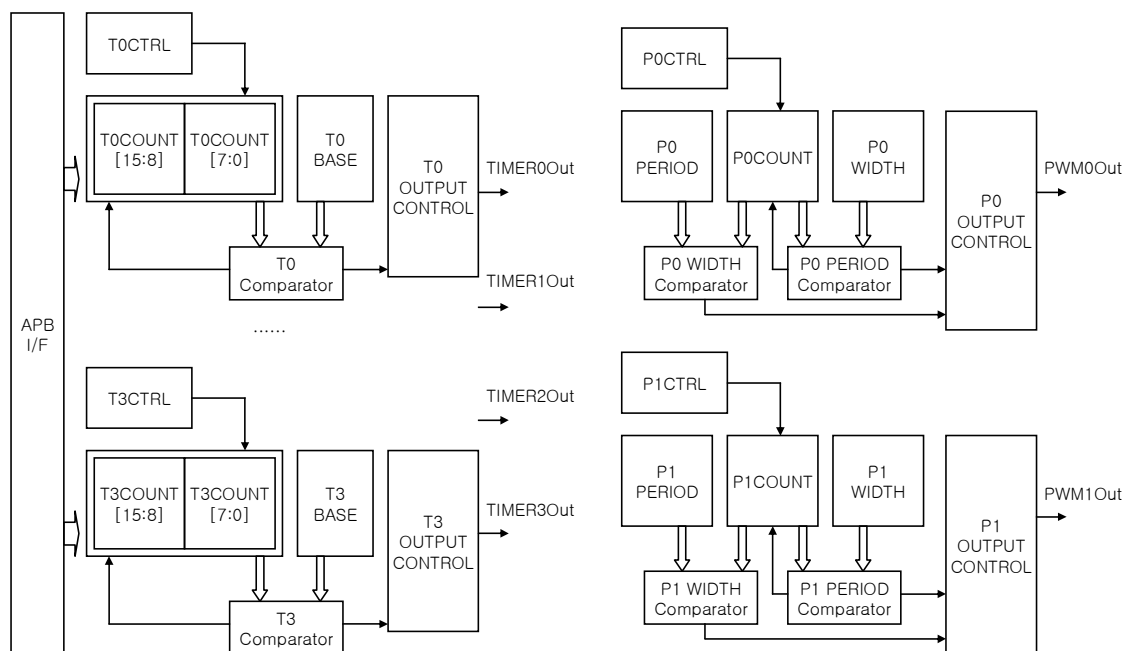 APB
I/F
T0CTRL
T0COUNT
[15:8]
T0COUNT
[7:0]
T0
BASE
T0
OUTPUT
CONTROL
TIMER0Out
T0
Comparator
TIMER1Out
......
T3CTRL
TIMER2Out
T3COUNT
[15:8]
T3COUNT
[7:0]
T3
BASE
T3
OUTPUT
CONTROL
TIMER3Out
T3
Comparator
P0CTRL
P0
PERIOD
P0COUNT
P0
WIDTH
P0
OUTPUT
CONTROL
PWM0Out
P0 WIDTH
Comparator
P0 PERIOD
Comparator
P1CTRL
P1
PERIOD
P1COUNT
P1
WIDTH
P1
OUTPUT
CONTROL
PWM1Out
P1 WIDTH
Comparator
P1 PERIOD
Comparator